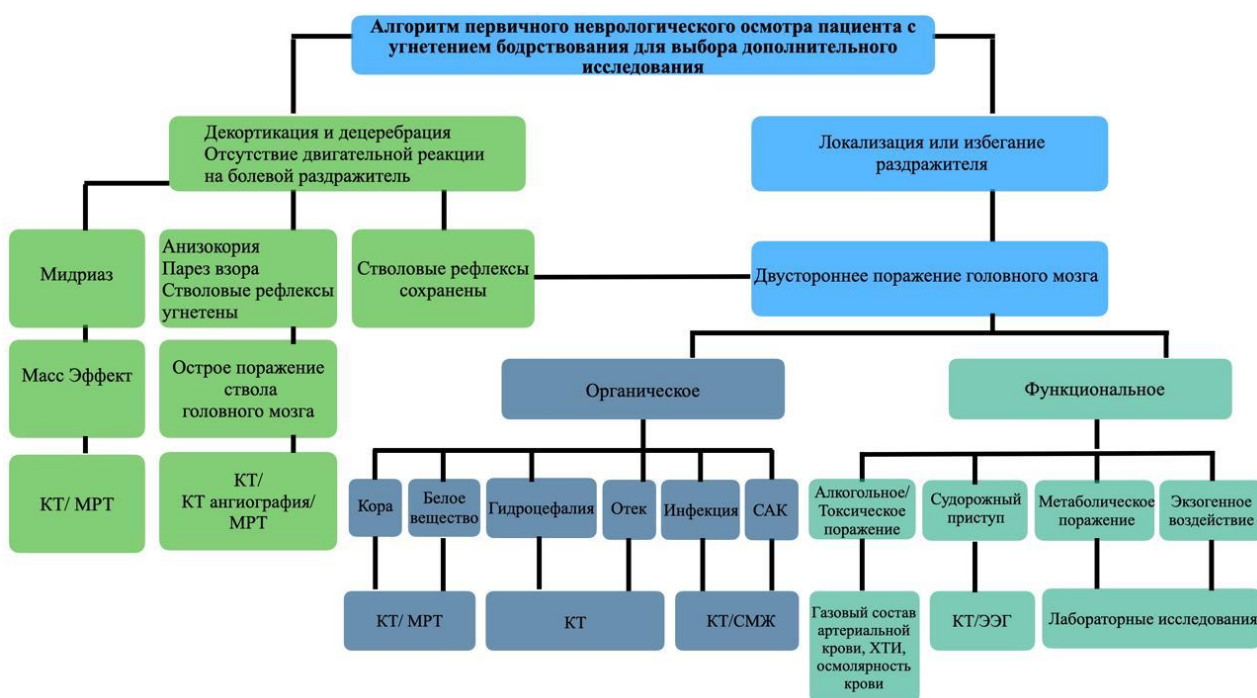 Алгоритм первичного неврологического осмотра пациента с
угнетением бодрствования для выбора дополнительного
исследования
Декортикация и децеребрация
Отсутствие двигательной реакции
на болевой раздражитель
Локализация или избегание
раздражителя
Мидриаз
Анизокория
Парез взора
Стволовые рефлексы
угнетены
Стволовые рефлексы
сохранены
Двустороннее поражение головного мозга
Масс Эффект
Острое поражение
ствола
головного мозга
Органическое
Функциональное
КТ/ МРТ
КТ/
КТ ангиография/
МРТ
Кора
Белое
вещество
Гидроцефалия
Отек
Инфекция
САК
Алкогольное/
Токсическое
поражение
Судорожный
приступ
Метаболическое
поражение
Экзогенное
воздействие
КТ/ МРТ
КТ
КТ/СМЖ
Газовый состав
артериальной
крови, ХТИ,
осмолярность
крови
КТ/ЭЭГ
Лабораторные исследования